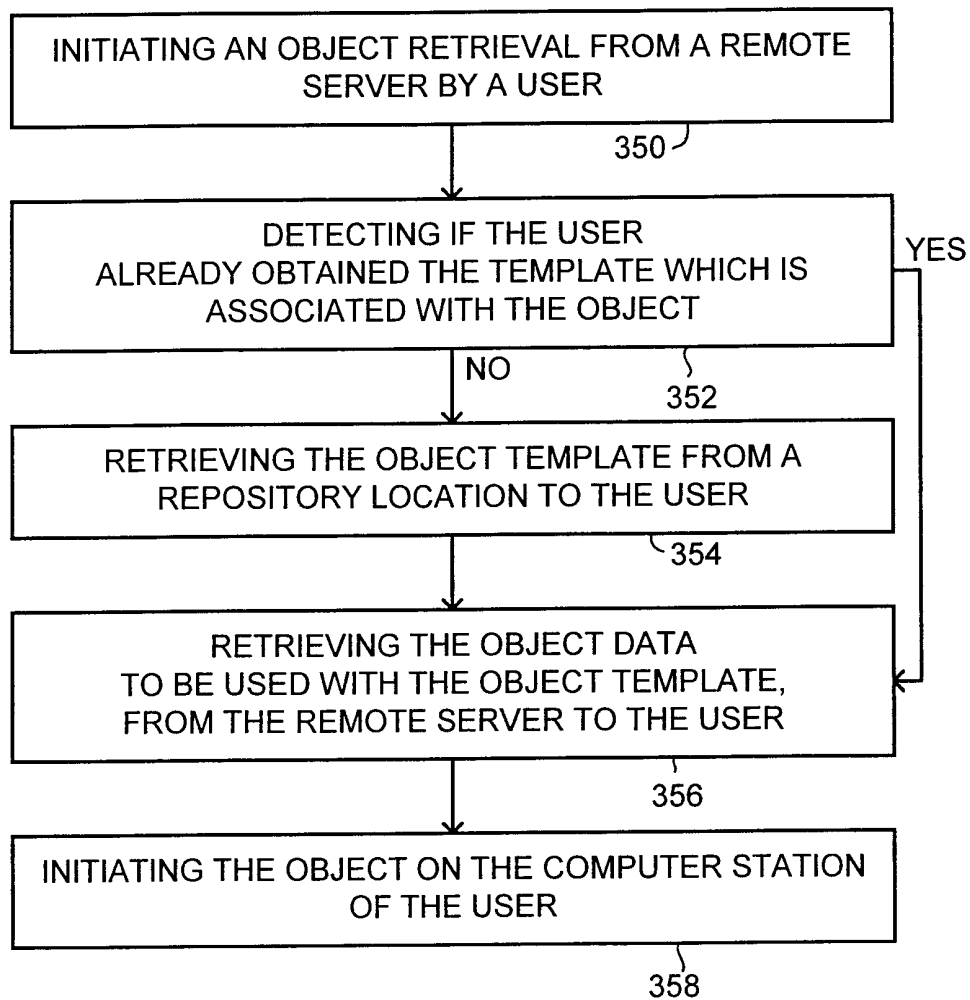 INITIATING AN OBJECT RETRIEVAL FROM A REMOTE
SERVER BY A USER
350
DETECTING IF THE USER
ALREADY OBTAINED THE TEMPLATE WHICH IS
ASSOCIATED WITH THE OBJECT
YES
NO
352
RETRIEVING THE OBJECT TEMPLATE FROM A
REPOSITORY LOCATION TO THE USER
354
RETRIEVING THE OBJECT DATA
TO BE USED WITH THE OBJECT TEMPLATE,
FROM THE REMOTE SERVER TO THE USER
356
INITIATING THE OBJECT ON THE COMPUTER STATION
OF THE USER
358